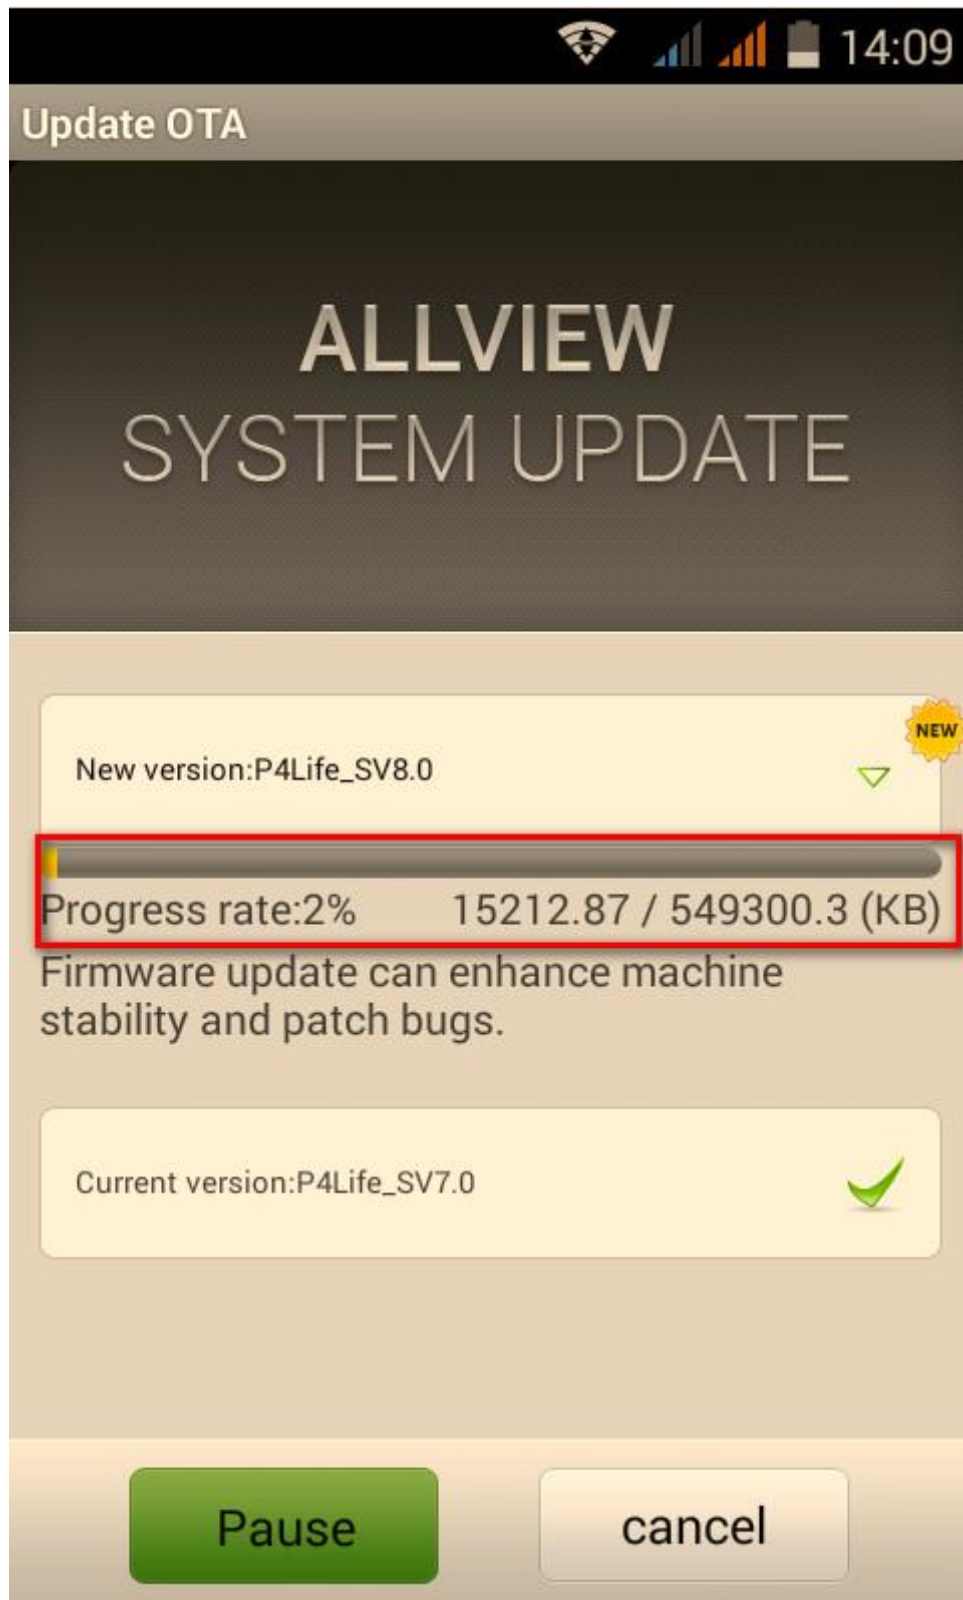 14:09
Update OTA
ALLVIEW
SYSTEM UPDATE
NEW
New version:P4Life_SV8.0
Progress rate:2% 15212.87 / 549300.3 (KB)
Firmware update can enhance machine
stability and patch bugs.
Current version:P4Life_SV7.0
Pause cancel